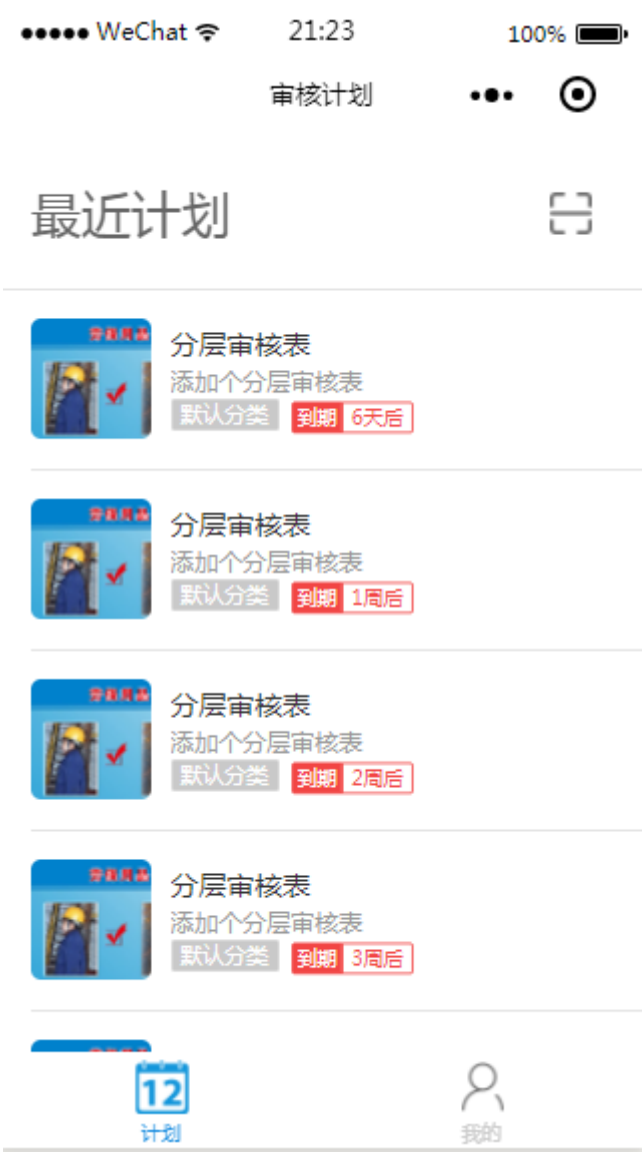 WeChat 21:23 100%
审核计划
最近计划
分层审核表
添加个分层审核表
默认分类 到期 6天后
分层审核表
添加个分层审核表
默认分类 到期 1周后
分层审核表
添加个分层审核表
默认分类 到期 2周后
分层审核表
添加个分层审核表
默认分类 到期 3周后
12
计划 我的